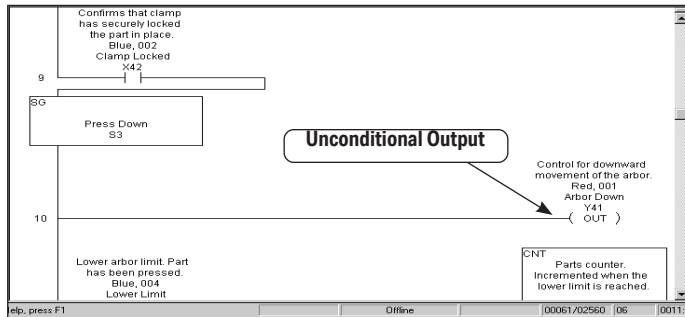 Confirms that clamp
has securely locked
the part in place.
Blue, 002
Clamp Locked
X42
9
SG
Press Down
S3
Unconditional Output
Control for downward
movement of the arbor.
Red, 001
Arbor Down
Y41
10
( OUT )
Lower arbor limit. Part
has been pressed.
Blue, 004
Lower Limit
CNT
Parts counter.
Incremented when the
lower limit is reached.
elp, press F1
Offline
00061/02560
06
0011: